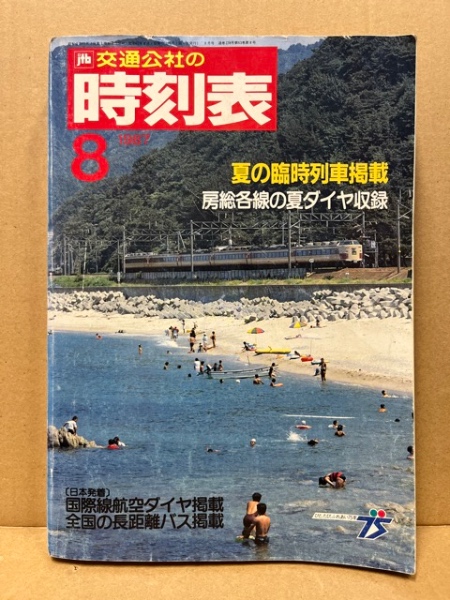 jtb 交通公社の
時刻表
8
夏の臨時列車掲載
房総各線の夏ダイヤ収録
〔日本発着〕
国際線航空ダイヤ掲載
全国の長距離バス掲載